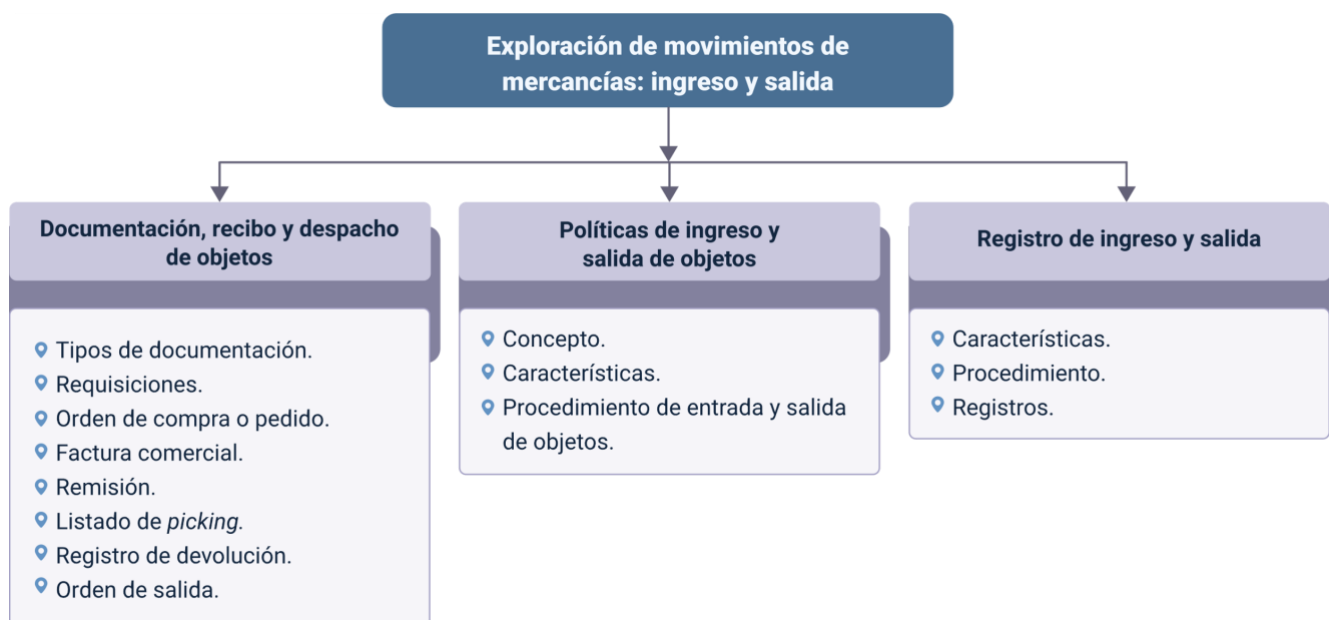 Exploración de movimientos de
mercancías: ingreso y salida
Documentación, recibo y despacho
de objetos
Tipos de documentación.
Requisiciones.
Orden de compra o pedido.
Factura comercial.
Remisión.
Listado de picking.
Registro de devolución.
Orden de salida.
Políticas de ingreso y
salida de objetos
Concepto.
Características.
Procedimiento de entrada y salida
de objetos.
Registro de ingreso y salida
Características.
Procedimiento.
Registros.